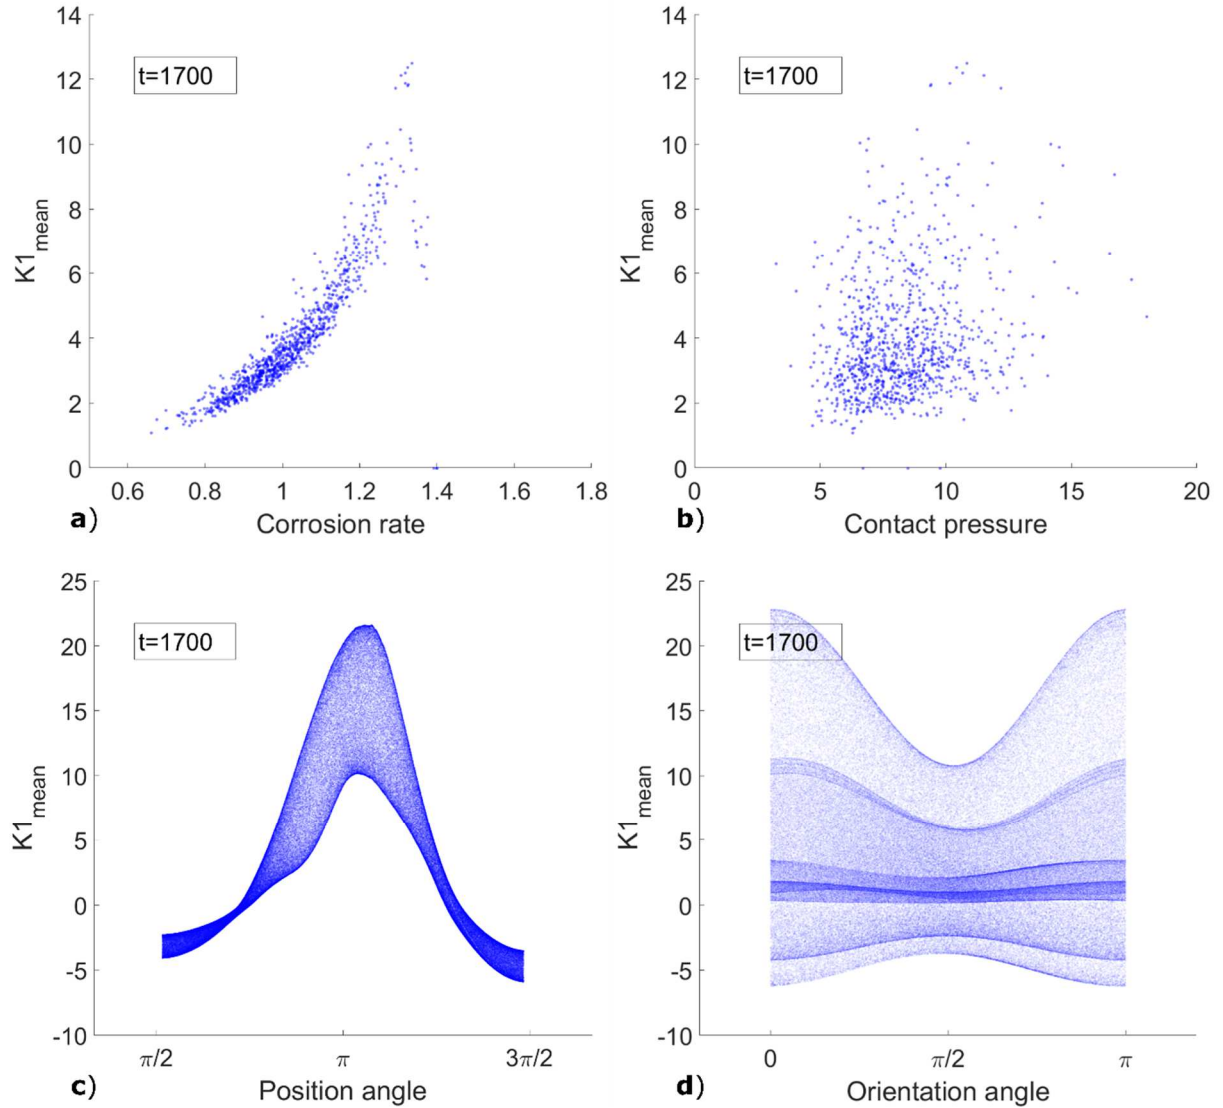 14
12
10
8
6
4
2
0
K1mean
t=1700
0.6 0.8 1 1.2 1.4 1.6 1.8
Corrosion rate
a)
14
12
10
8
6
4
2
0
K1mean
t=1700
0 5 10 15 20
Contact pressure
b)
25
20
15
10
5
0
-5
-10
K1mean
t=1700
π/2 π 3π/2
Position angle
c)
25
20
15
10
5
0
-5
-10
K1mean
t=1700
0 π/2 π
Orientation angle
d)